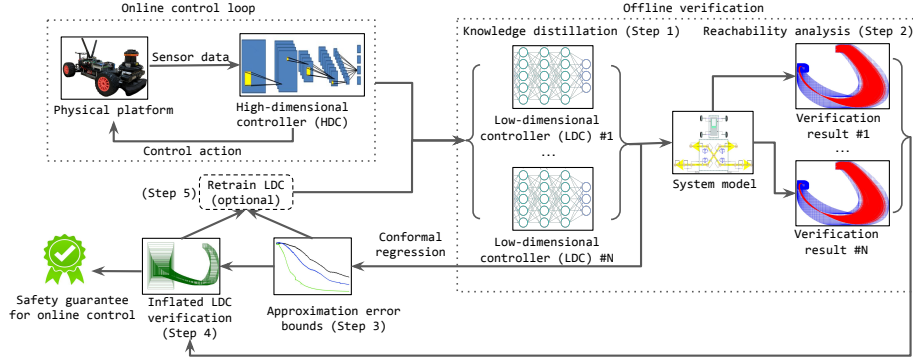 Online control loop
Sensor data
Physical platform
High-dimensional
controller (HDC)
Control action
Offline verification
Knowledge distillation (Step 1)
Reachability analysis (Step 2)
Low-dimensional
controller (LDC) #1
...
Low-dimensional
controller (LDC) #N
System model
Verification
result #1
...
Verification
result #N
(Step 5)
Retrain LDC
(optional)
Conformal
regression
Safety guarantee
for online control
Inflated LDC
verification
(Step 4)
Approximation error
bounds (Step 3)